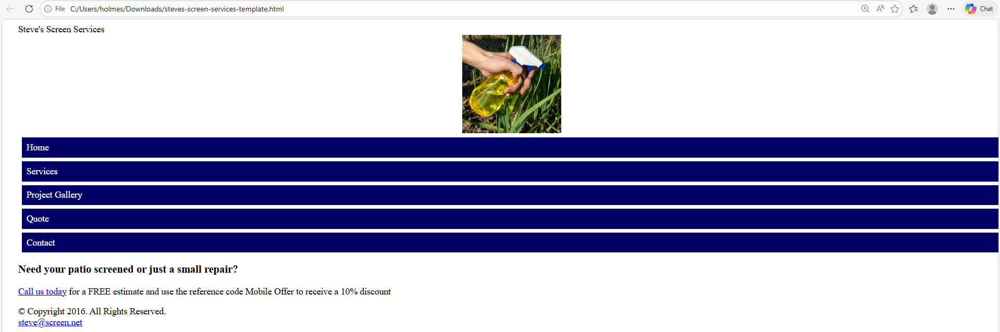 File C:/Users/holmes/Downloads/steves-screen-services-template.html
Chat
Steve's Screen Services
Home
Services
Project Gallery
Quote
Contact
Need your patio screened or just a small repair?
Call us today for a FREE estimate and use the reference code Mobile Offer to receive a 10% discount
© Copyright 2016. All Rights Reserved.
steve@screen.net